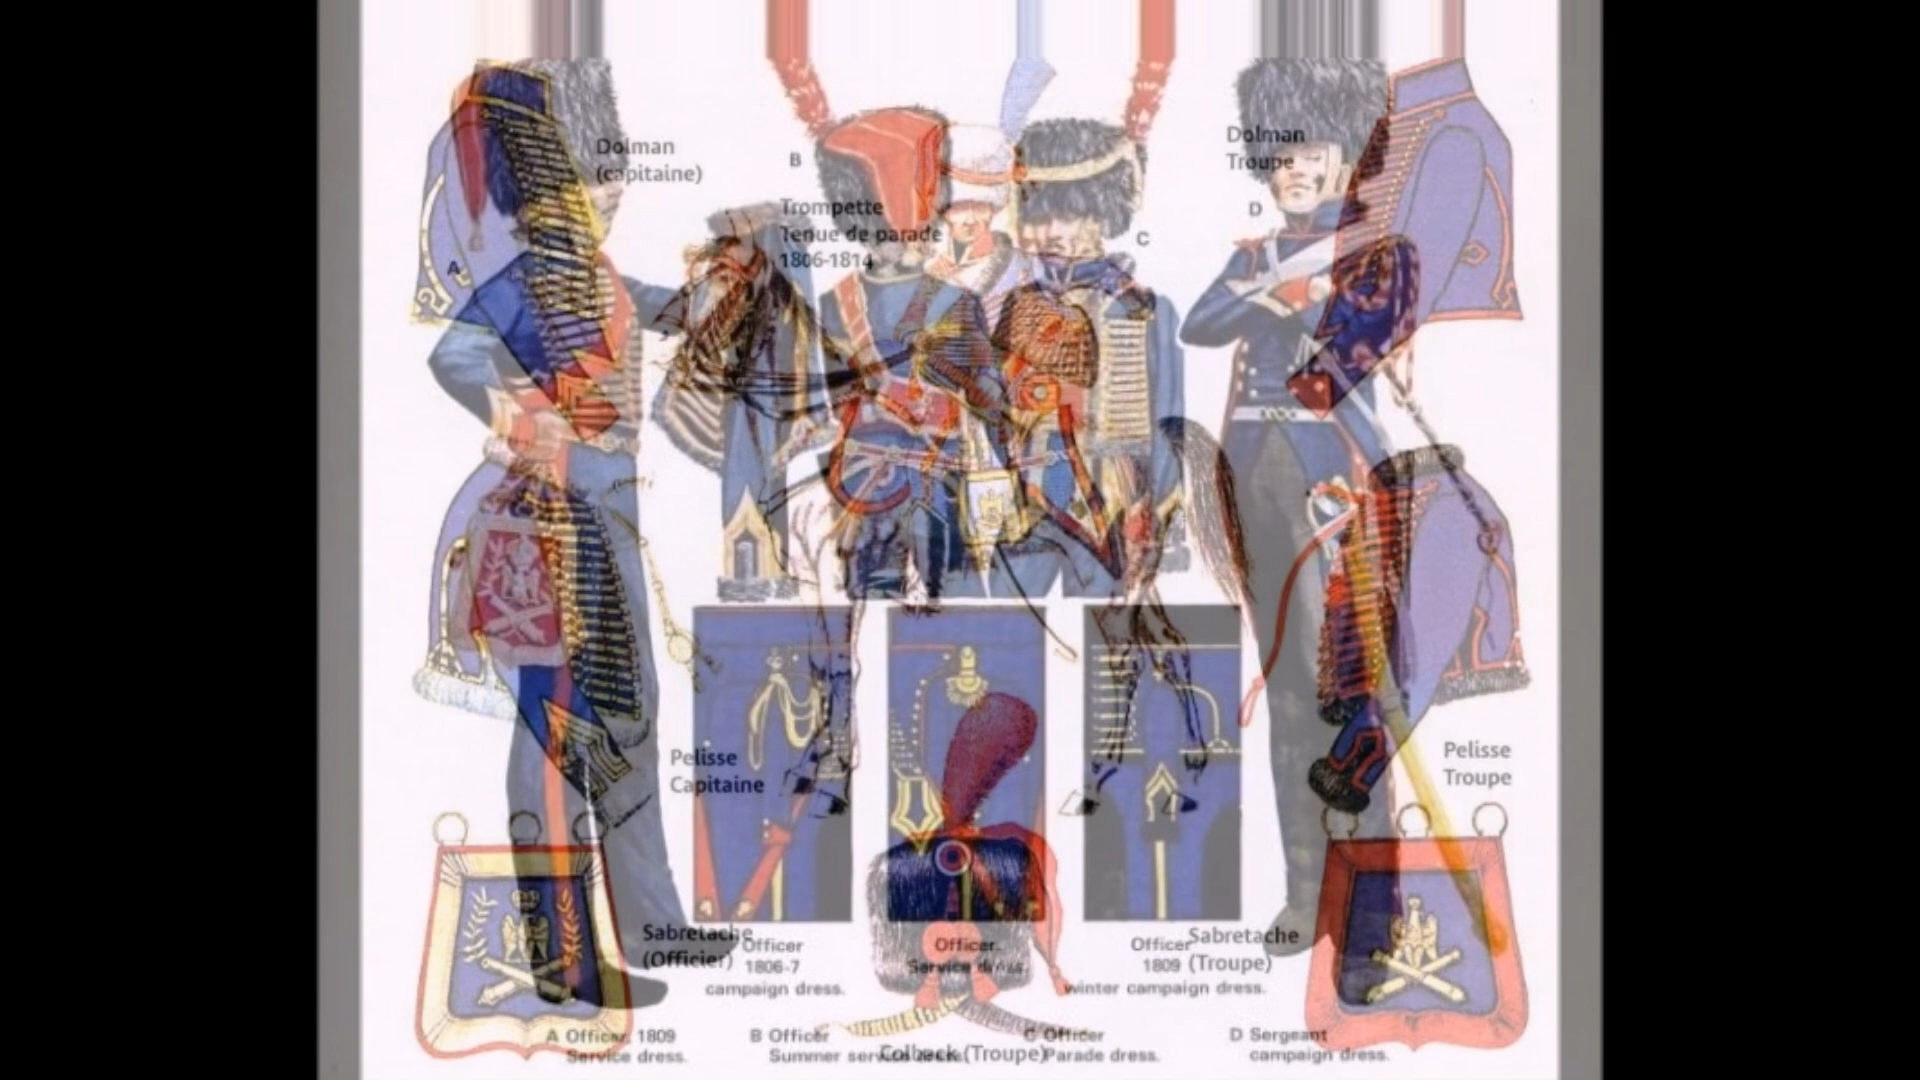 Dolman
(capitaine)
Dolman
Troupe
B
Trompette
Tenue de parade
1806-1814
D
C
A
Pelisse
Capitaine
Pelisse
Troupe
Sabretache
(Officier)
Officer
1806-7
campaign dress.
Officer.
Service dress.
Officer
1809
winter campaign dress.
Sabretache
(Troupe)
A Officer, 1809
Service dress.
B Officer
Summer service
Colback (Troupe)
C Officer
Parade dress.
D Sergeant
campaign dress.